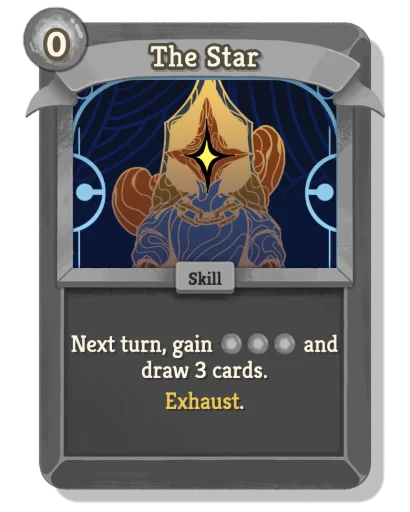 0
The Star
Skill
Next turn, gain and
draw 3 cards.
Exhaust.